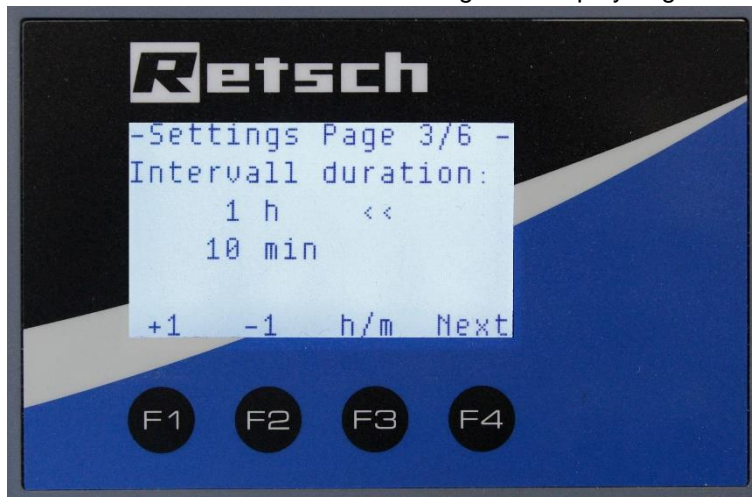 Retsch
-Settings Page 3/6 -
Intervall duration:
1 h <<
10 min
+1 -1 h/m Next
F1 F2 F3 F4